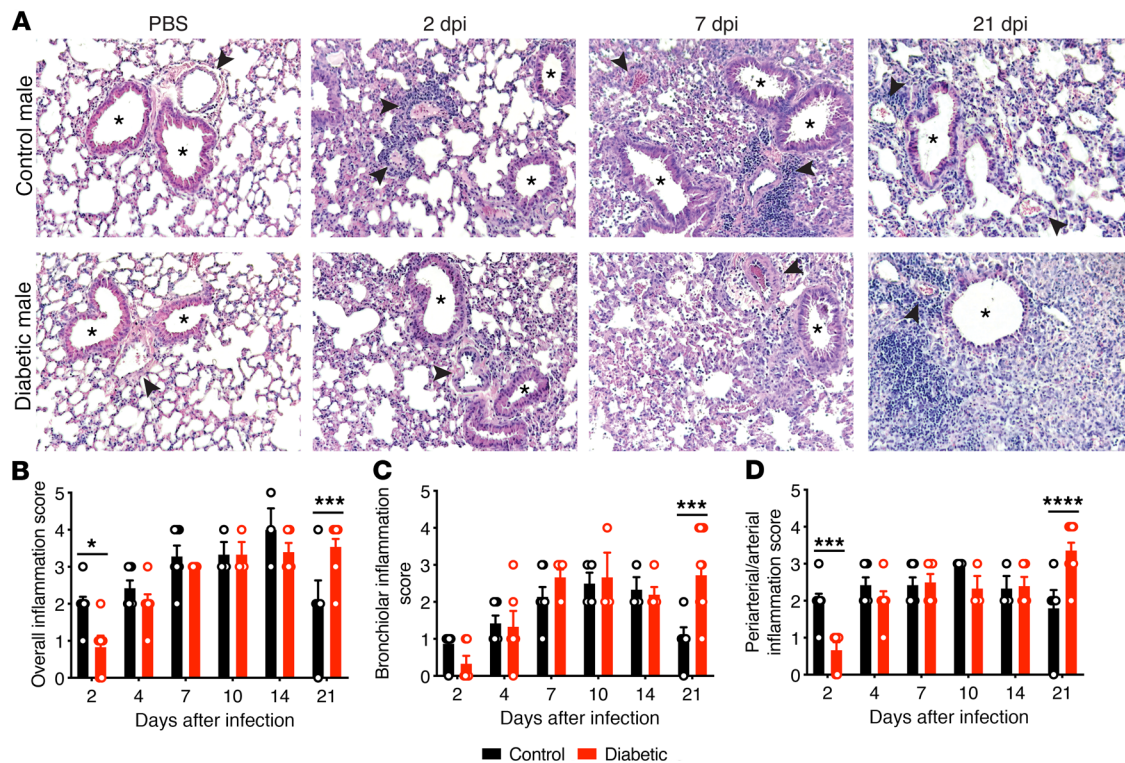 A
PBS
2 dpi
7 dpi
21 dpi
Control male
* * * * * * * *
Diabetic male
* * * * * *
B
Overall inflammation score
5
4
3
2
1
0
*
***
2 4 7 10 14 21
Days after infection
C
Bronchiolar inflammation
score
5
4
3
2
1
0
***
2 4 7 10 14 21
Days after infection
D
Periarterial/arterial
inflammation score
5
4
3
2
1
0
***
****
2 4 7 10 14 21
Days after infection
Control Diabetic